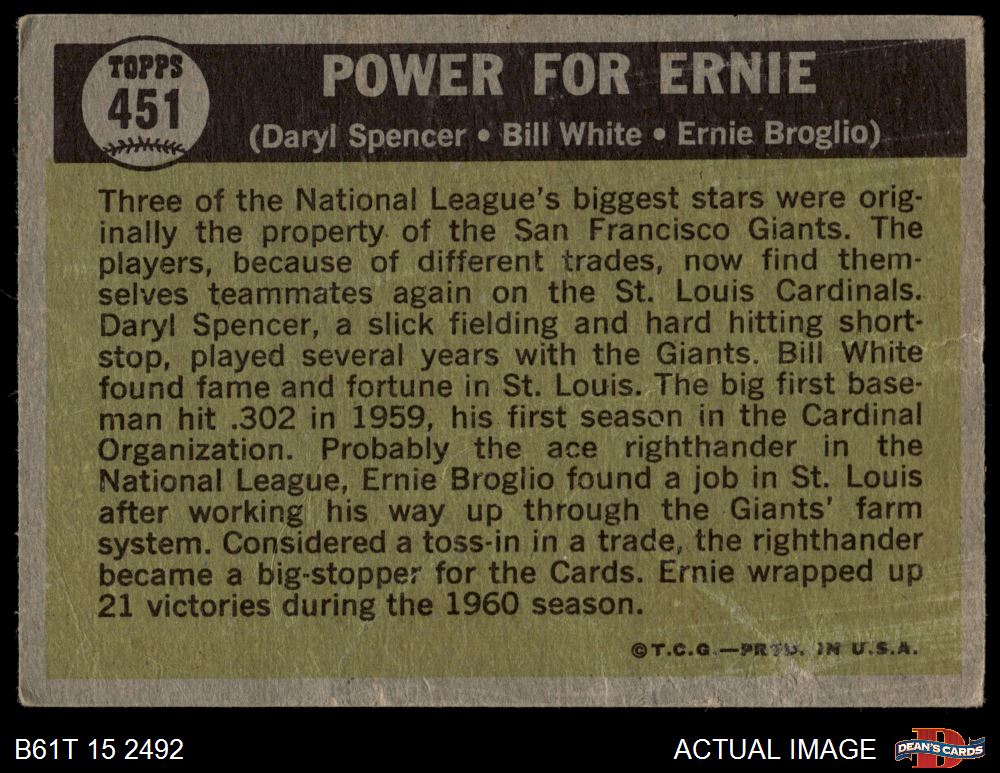 TOPPS
451
POWER FOR ERNIE
(Daryl Spencer • Bill White • Ernie Broglio)
Three of the National League's biggest stars were orig-
inally the property of the San Francisco Giants. The
players, because of different trades, now find them-
selves teammates again on the St. Louis Cardinals.
Daryl Spencer, a slick fielding and hard hitting short-
stop, played several years with the Giants. Bill White
found fame and fortune in St. Louis. The big first base-
man hit .302 in 1959, his first season in the Cardinal
Organization. Probably the ace righthander in the
National League, Ernie Broglio found a job in St. Louis
after working his way up through the Giants' farm
system. Considered a toss-in in a trade, the righthander
became a big-stopper for the Cards. Ernie wrapped up
21 victories during the 1960 season.
©T.C.G.—PRTD. IN U.S.A.
B61T 15 2492
ACTUAL IMAGE
D
DEAN'S CARDS